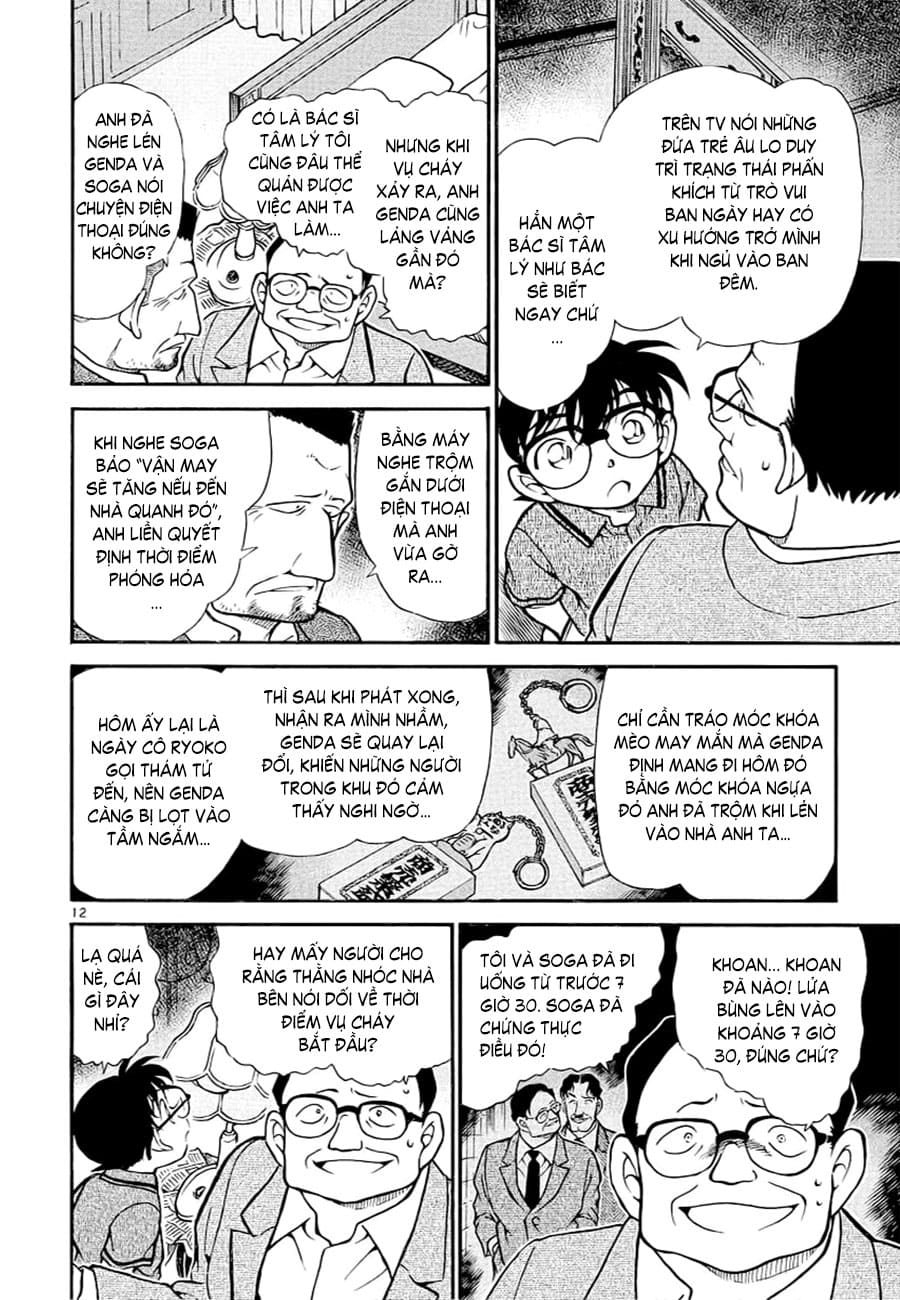 TRÊN TV NÓI NHỮNG
ĐỨA TRẺ ÂU LO DUY
TRÌ TRẠNG THÁI PHẤN
KHÍCH TỪ TRÒ VUI
BAN NGÀY HAY CÓ
XU HƯỚNG TRỞ MÌNH
KHI NGỦ VÀO BAN
ĐÊM.
HẲN MỘT
BÁC SĨ TÂM
LÝ NHƯ BÁC
SẼ BIẾT
NGAY CHỨ
...
NHƯNG KHI
VỤ CHÁY
XẢY RA, ANH
GENDA CŨNG
LẢNG VẢNG
GẦN ĐÓ
MÀ?
CÓ LÀ BÁC SĨ
TÂM LÝ TÔI
CŨNG ĐÂU THỂ
QUẢN ĐƯỢC
VIỆC ANH TA
LÀM...
ANH ĐÃ
NGHE LÉN
GENDA VÀ
SOGA NÓI
CHUYỆN ĐIỆN
THOẠI ĐÚNG
KHÔNG?
BẰNG MÁY
NGHE TRỘM
GẮN DƯỚI
ĐIỆN THOẠI
MÀ ANH
VỪA GỠ
RA...
KHI NGHE SOGA
BẢO “VẬN MAY
SẼ TĂNG NẾU ĐẾN
NHÀ QUANH ĐÓ”,
ANH LIỀN QUYẾT
ĐỊNH THỜI ĐIỂM
PHÓNG HỎA
...
CHỈ CẦN TRÁO MÓC KHÓA
MÈO MAY MẮN MÀ GENDA
ĐỊNH MANG ĐI HÔM ĐÓ
BẰNG MÓC KHÓA NGỰA
ĐÓ ANH ĐÃ TRỘM KHI LẺN
VÀO NHÀ ANH TA...
THÌ SAU KHI PHÁT XONG,
NHẬN RA MÌNH NHẦM,
GENDA SẼ QUAY LẠI
ĐỔI, KHIẾN NHỮNG NGƯỜI
TRONG KHU ĐÓ CẢM
THẤY NGHI NGỜ...
HÔM ẤY LẠI LÀ
NGÀY CÔ RYOKO
GỌI THÁM TỬ
ĐẾN, NÊN GENDA
CÀNG BỊ LỌT VÀO
TẦM NGẮM...
12
KHOAN... KHOAN
ĐÃ NÀO! LỬA
BÙNG LÊN VÀO
KHOẢNG 7 GIỜ
30, ĐÚNG CHỨ?
TÔI VÀ SOGA ĐÃ ĐI
UỐNG TỪ TRƯỚC 7
GIỜ 30. SOGA ĐÃ
CHỨNG THỰC
ĐIỀU ĐÓ!
HAY MẤY NGƯỜI CHO
RẰNG THẰNG NHÓC NHÀ
BÊN NÓI DỐI VỀ THỜI
ĐIỂM VỤ CHÁY
BẮT ĐẦU?
LẠ QUÁ
NÈ, CÁI
GÌ ĐÂY
NHỈ?